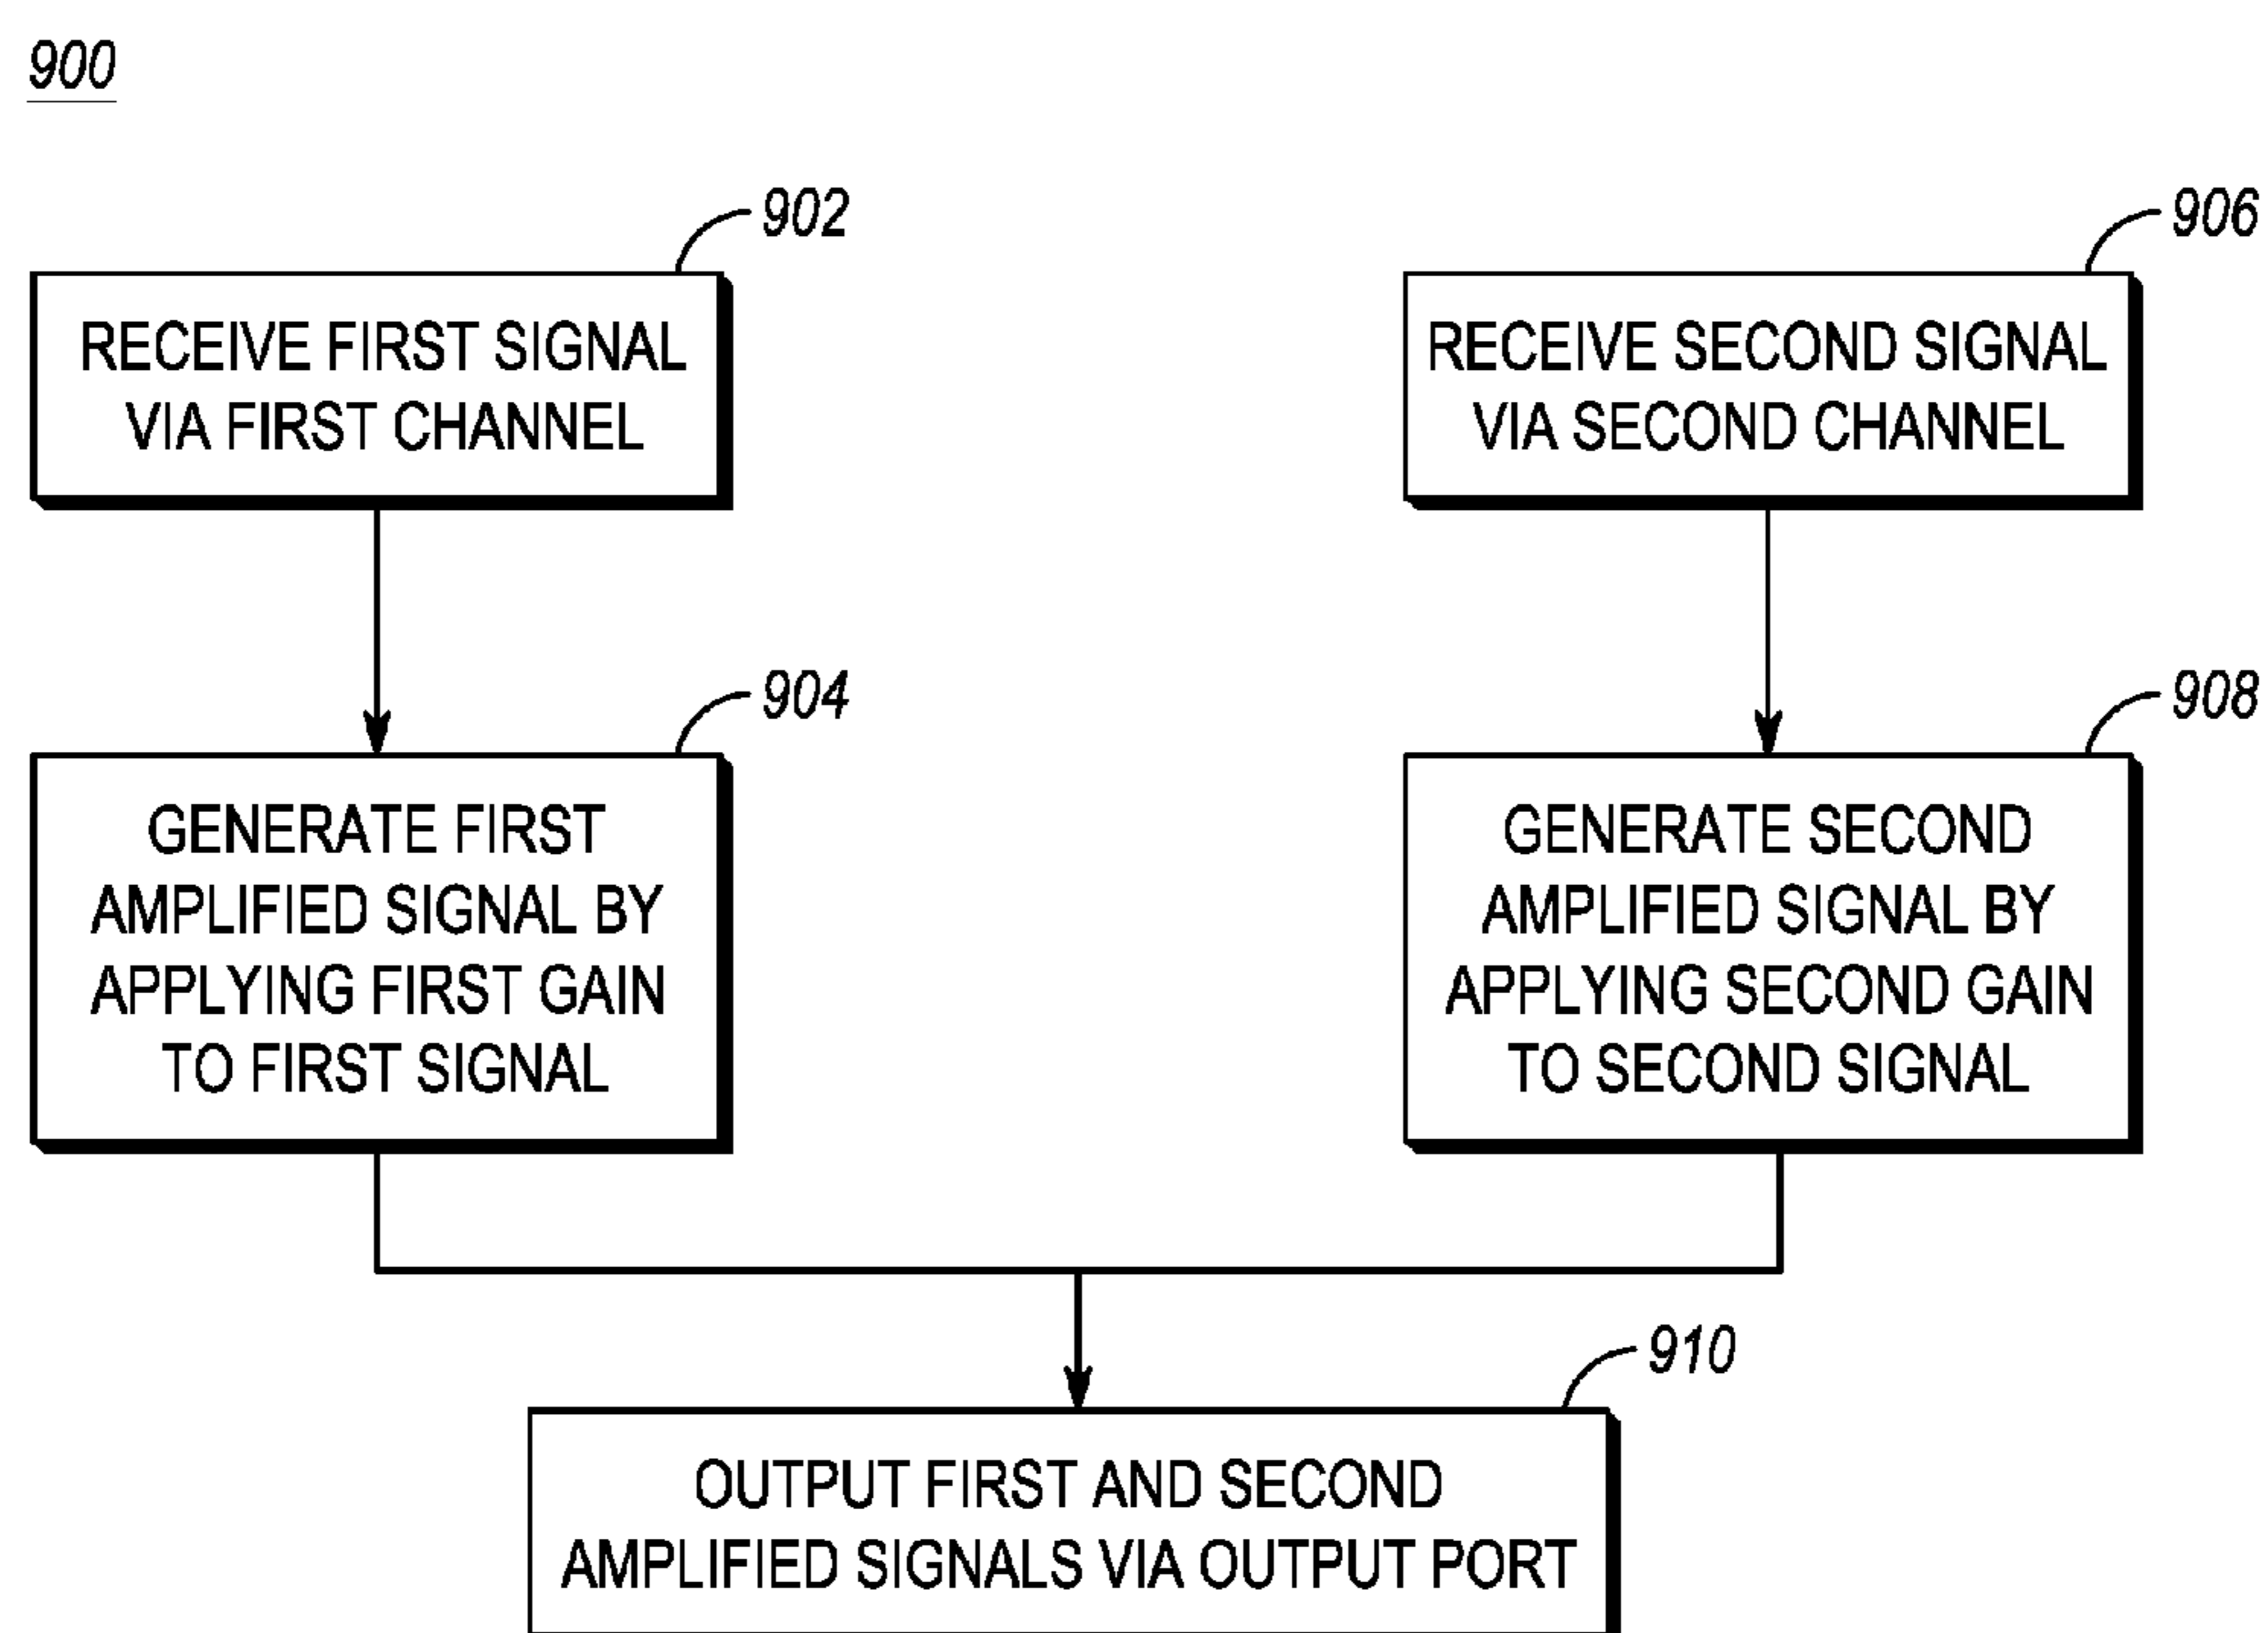 900
902
RECEIVE FIRST SIGNAL
VIA FIRST CHANNEL
906
RECEIVE SECOND SIGNAL
VIA SECOND CHANNEL
904
GENERATE FIRST
AMPLIFIED SIGNAL BY
APPLYING FIRST GAIN
TO FIRST SIGNAL
908
GENERATE SECOND
AMPLIFIED SIGNAL BY
APPLYING SECOND GAIN
TO SECOND SIGNAL
910
OUTPUT FIRST AND SECOND
AMPLIFIED SIGNALS VIA OUTPUT PORT